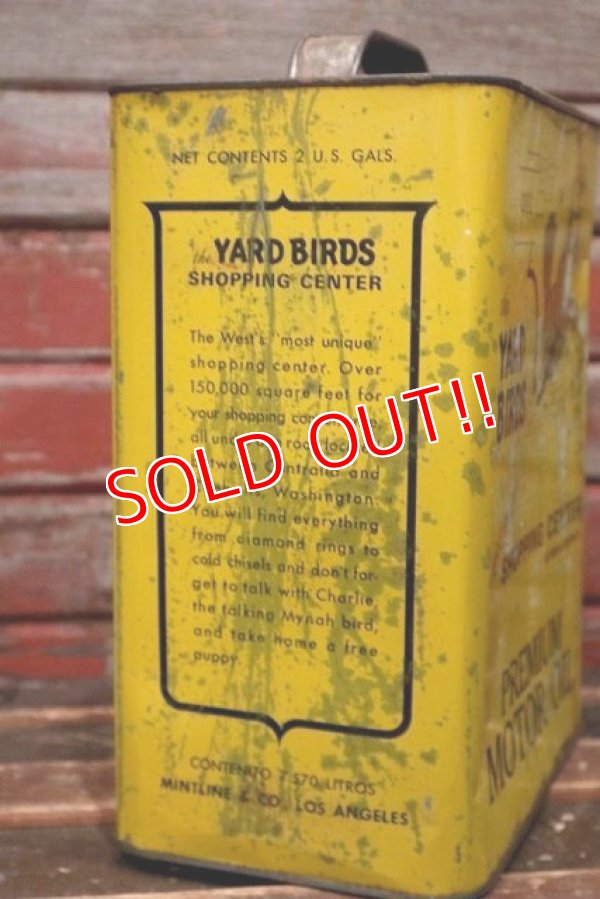 NET CONTENTS 2 U.S. GALS.
the YARD BIRDS
SHOPPING CENTER
The West's "most unique"
shopping center. Over
150,000 square feet for
your shopping
all
and
Washington.
You will find everything
from diamond rings to
cold chisels and don't for-
get to talk with Charlie,
the talking Mynah bird,
and take home a free
puppy.
CONTENITO 7.570 LITROS
MINTLINE & CO., LOS ANGELES
YARD
BIRDS
SHOPPING CENTER
PREMIUM
MOTOR OIL
SOLD OUT!!